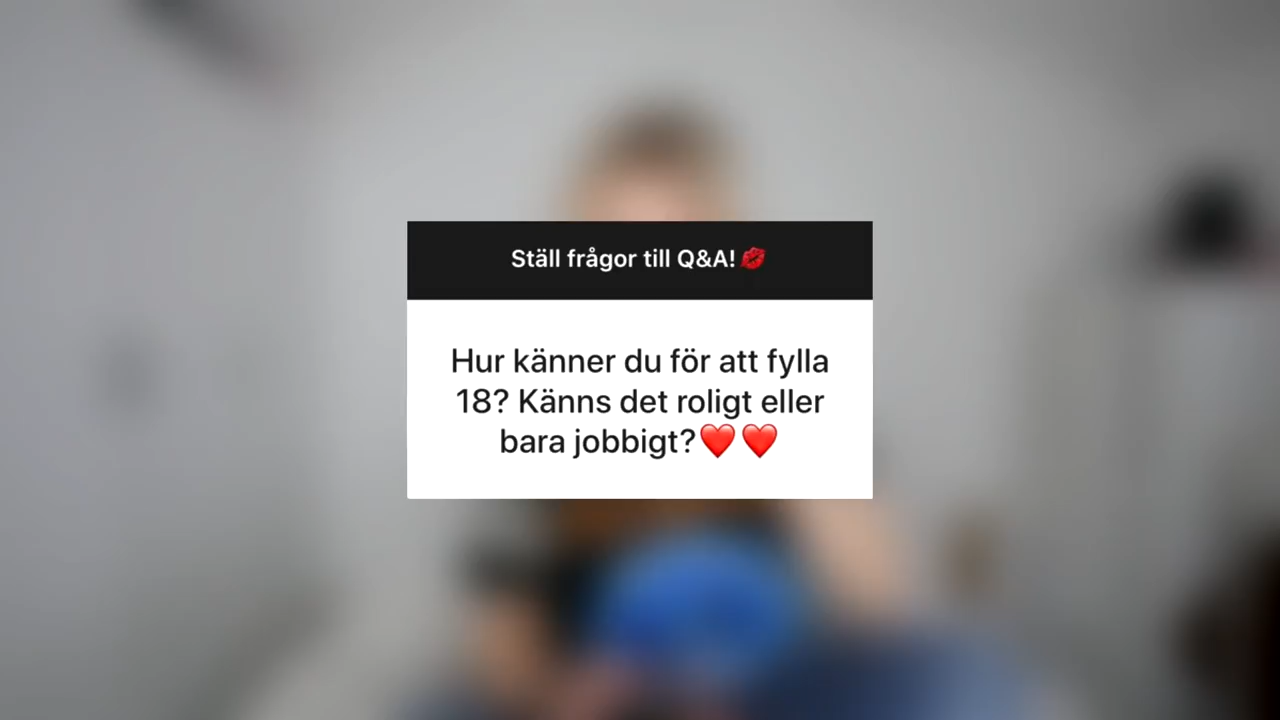 Ställ frågor till Q&A!💋
Hur känner du för att fylla
18? Känns det roligt eller
bara jobbigt?❤️❤️